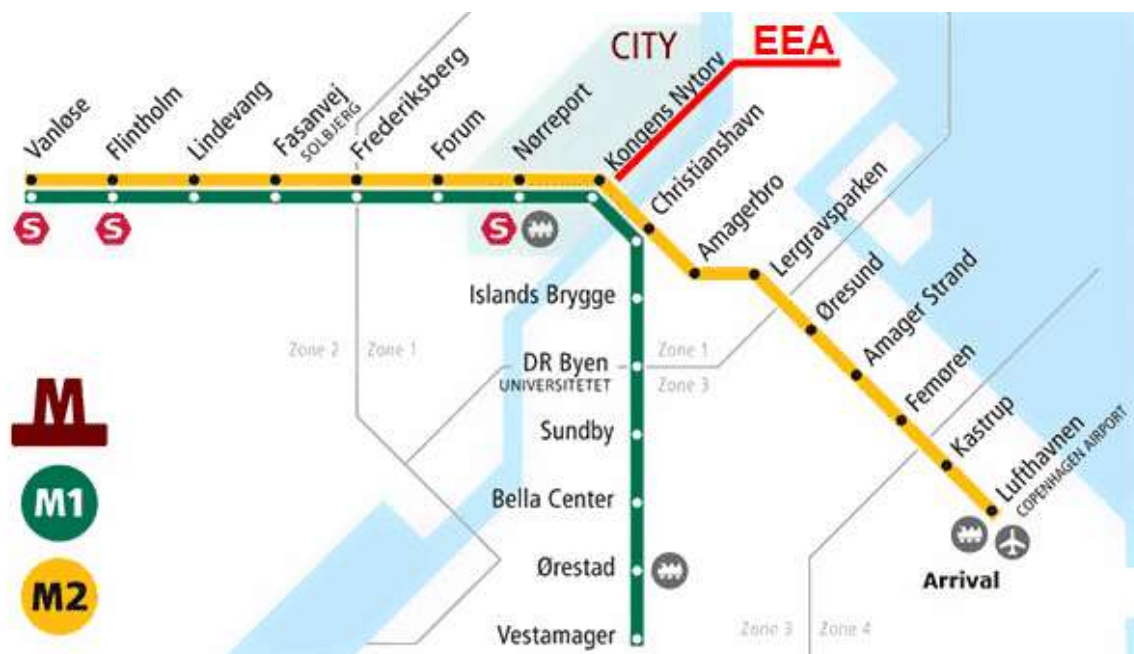 CITY
EEA
Vanløse
Flintholm
Lindevang
Fasanvej
SOLBJERG
Frederiksberg
Forum
Nørreport
Kongens Nytorv
Christianshavn
Amagerbro
Lergravsparken
Øresund
Amager Strand
Femøren
Kastrup
Lufthavnen
COPENHAGEN AIRPORT
S
S
S
Islands Brygge
Zone 2
Zone 1
DR Byen
UNIVERSITETET
Zone 1
Zone 3
Sundby
Bella Center
Ørestad
Vestamager
M
M1
M2
Arrival
Zone 3
Zone 4